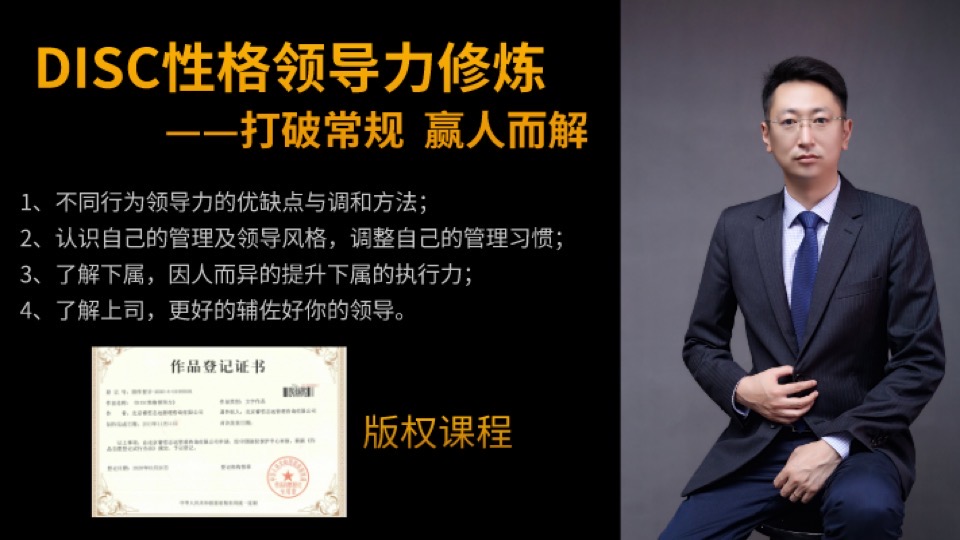 DISC性格领导力修炼
——打破常规 赢人而解
1、不同行为领导力的优缺点与调和方法；
2、认识自己的管理及领导风格，调整自己的管理习惯；
3、了解下属，因人而异的提升下属的执行力；
4、了解上司，更好的辅佐好你的领导。
作品登记证书
版权课程